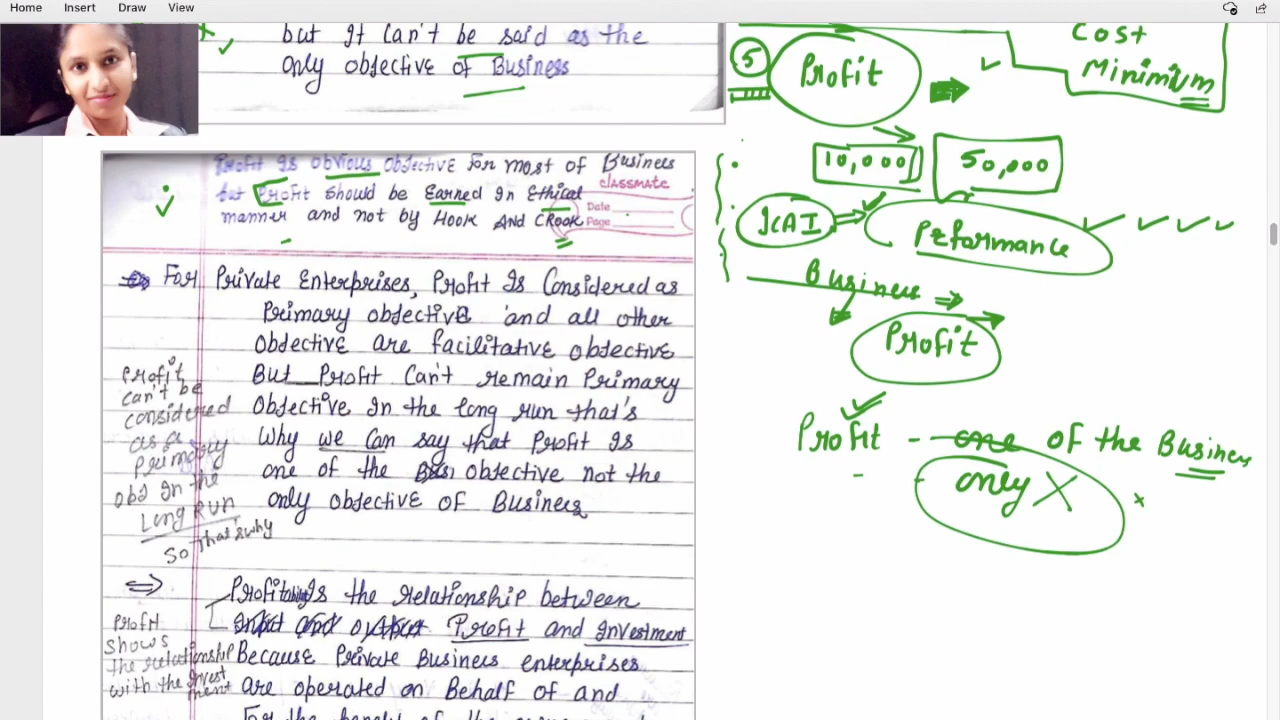 Home Insert Draw View
but It Can't be said as the
only objective of Business
Profit Is obvious objective For most of Business
but Profit should be Earned In Ethical
manner and not by Hook And CRook
classmate
Date
Page
For Private Enterprises, Profit Is Considered as
Primary objective and all other
objective are facilitative objective
But Profit Can't remain Primary
objective In the long run that's
Why we Can say that Profit Is
one of the objective not the
only objective of Business
Profit
can't be
considered
as a
primary
obj In the
Long Run
So that's why
Profitability Is the relationship between
Input and output Profit and Investment
Because Private Business enterprises
are operated on Behalf of and
Profit
shows
the relationship
with the Invest
ment
Cost
Minimium
5 Profit
10,000/ 50,000
ICAI Performance
Business
Profit
Profit - one of the Business
- only X